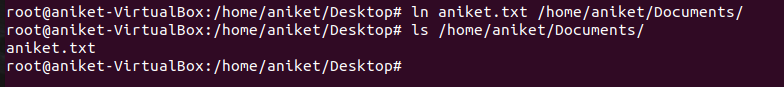 root@aniket-VirtualBox:/home/aniket/Desktop# ln aniket.txt /home/aniket/Documents/
root@aniket-VirtualBox:/home/aniket/Desktop# ls /home/aniket/Documents/
aniket.txt
root@aniket-VirtualBox:/home/aniket/Desktop#